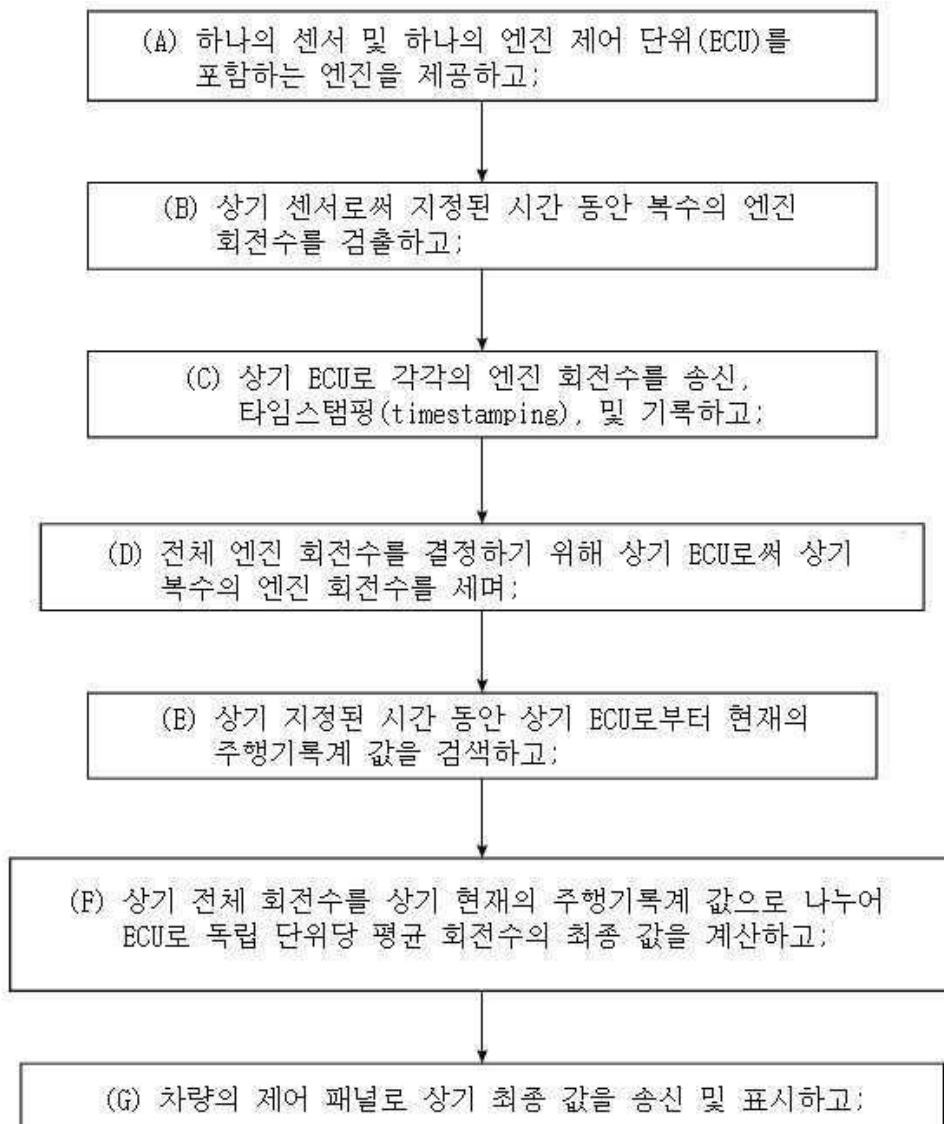 (A) 하나의 센서 및 하나의 엔진 제어 단위(ECU)를
포함하는 엔진을 제공하고;
(B) 상기 센서로써 지정된 시간 동안 복수의 엔진
회전수를 검출하고;
(C) 상기 ECU로 각각의 엔진 회전수를 송신,
타임스탬핑(timestamping), 및 기록하고;
(D) 전체 엔진 회전수를 결정하기 위해 상기 ECU로써 상기
복수의 엔진 회전수를 세며;
(E) 상기 지정된 시간 동안 상기 ECU로부터 현재의
주행기록계 값을 검색하고;
(F) 상기 전체 회전수를 상기 현재의 주행기록계 값으로 나누어
ECU로 독립 단위당 평균 회전수의 최종 값을 계산하고;
(G) 차량의 제어 패널로 상기 최종 값을 송신 및 표시하고;